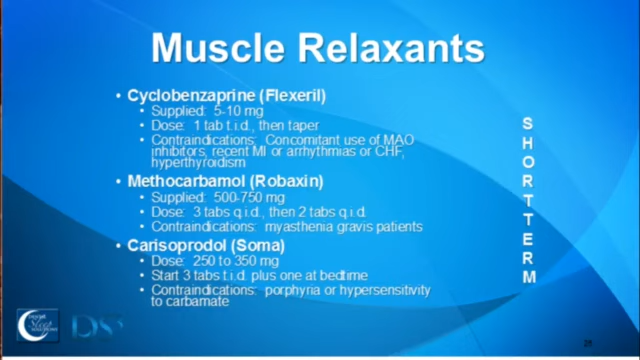 Muscle Relaxants
• Cyclobenzaprine (Flexeril)
• Supplied: 5-10 mg
• Dose: 1 tab t.i.d., then taper
• Contraindications: Concomitant use of MAO
inhibitors, recent MI or arrhythmias or CHF,
hyperthyroidism
• Methocarbamol (Robaxin)
• Supplied: 500-750 mg
• Dose: 3 tabs q.i.d., then 2 tabs q.i.d.
• Contraindications: myasthenia gravis patients
• Carisoprodol (Soma)
• Dose: 250 to 350 mg
• Start 3 tabs t.i.d. plus one at bedtime
• Contraindications: porphyria or hypersensitivity
to carbamate
S
H
O
R
T
T
E
R
M
Sleep
DS
28